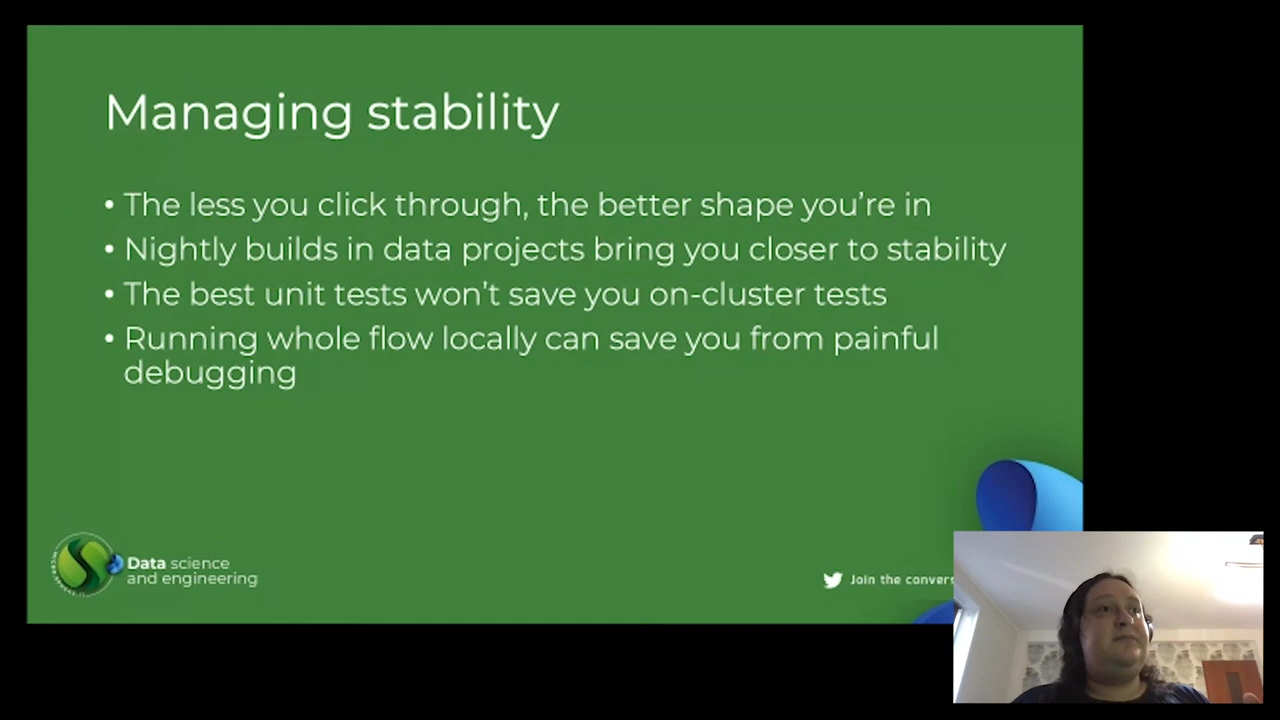 Managing stability
• The less you click through, the better shape you're in
• Nightly builds in data projects bring you closer to stability
• The best unit tests won't save you on-cluster tests
• Running whole flow locally can save you from painful
debugging
Data science
and engineering
Join the